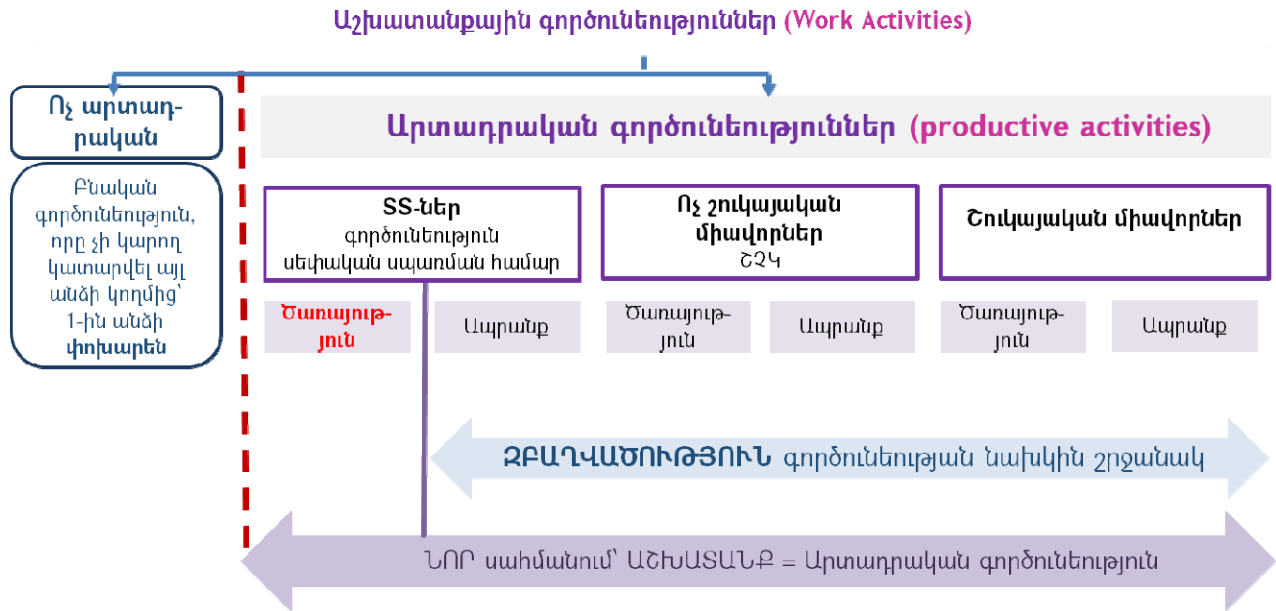 Աշխատանքային գործունեություններ (Work Activities)
Ոչ արտադ-
րական
Արտադրական գործունեություններ (productive activities)
Բնական
գործունեություն,
որը չի կարող
կատարվել այլ
անձի կողմից՝
1-ին անձի
փոխարեն
SS-ներ
գործունեություն
սեփական սպառման համար
Ոչ շուկայական
միավորներ
ՇՉԿ
Շուկայական միավորներ
Ծառայութ-
յուն
Ապրանք
Ծառայութ-
յուն
Ապրանք
Ծառայութ-
յուն
Ապրանք
ԶԲԱՂՎԱԾՈՒԹՅՈՒՆ գործունեության նախկին շրջանակ
ՆՈՐ սահմանում՝ ԱՇԽԱՏԱՆՔ = Արտադրական գործունեություն